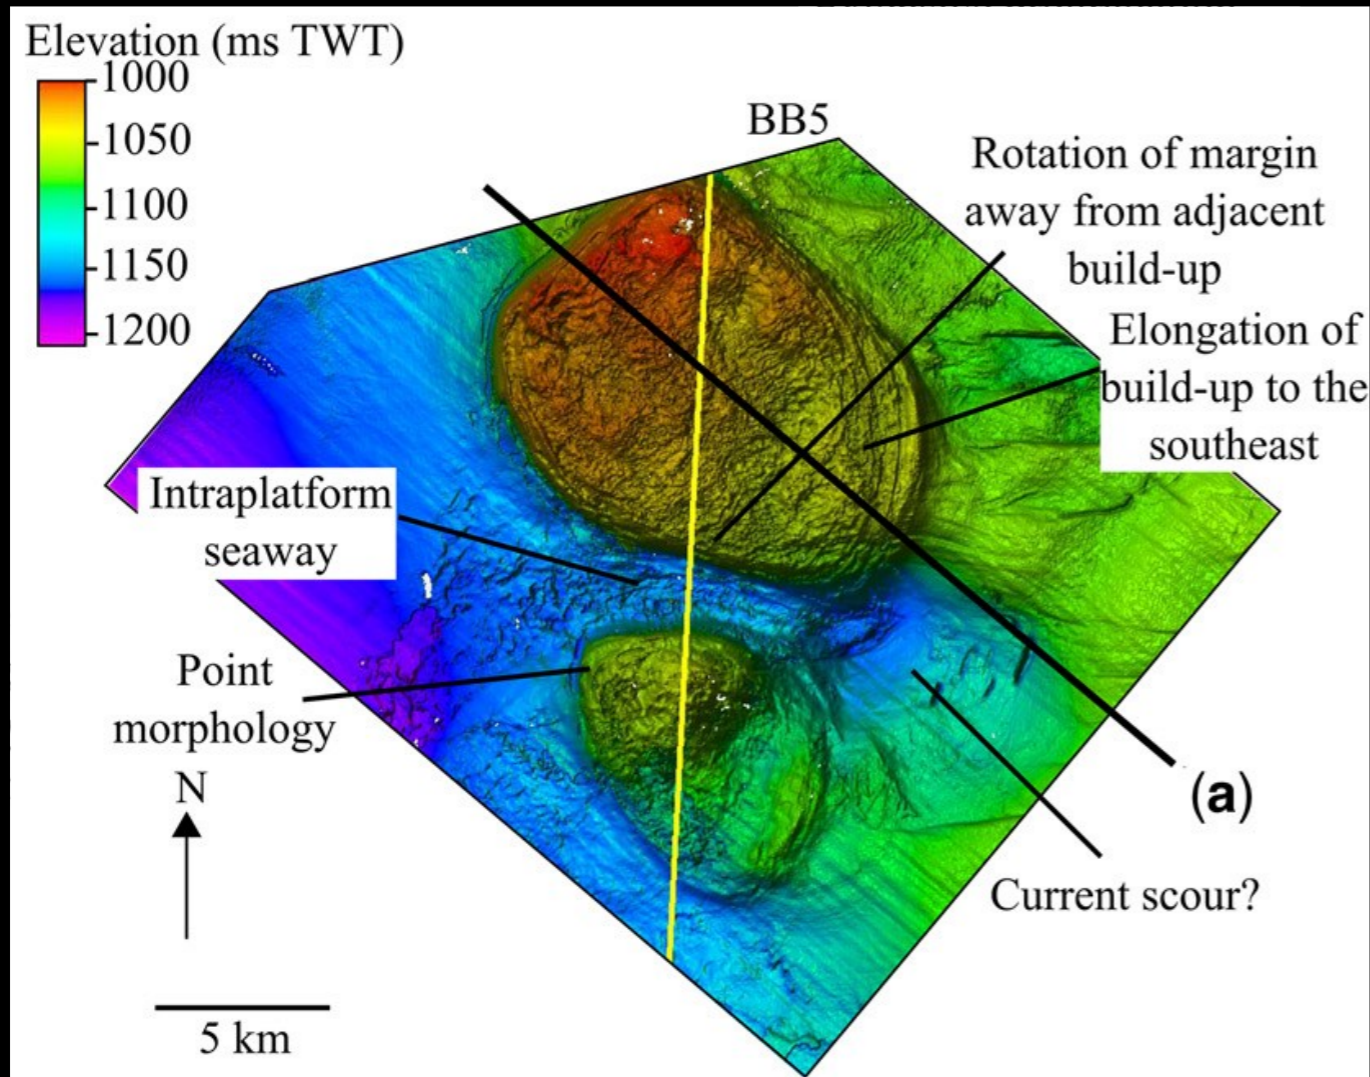 Elevation (ms TWT)
1000
1050
1100
1150
1200
BB5
Rotation of margin
away from adjacent
build-up
Elongation of
build-up to the
southeast
Intraplatform
seaway
Point
morphology
N
(a)
Current scour?
5 km